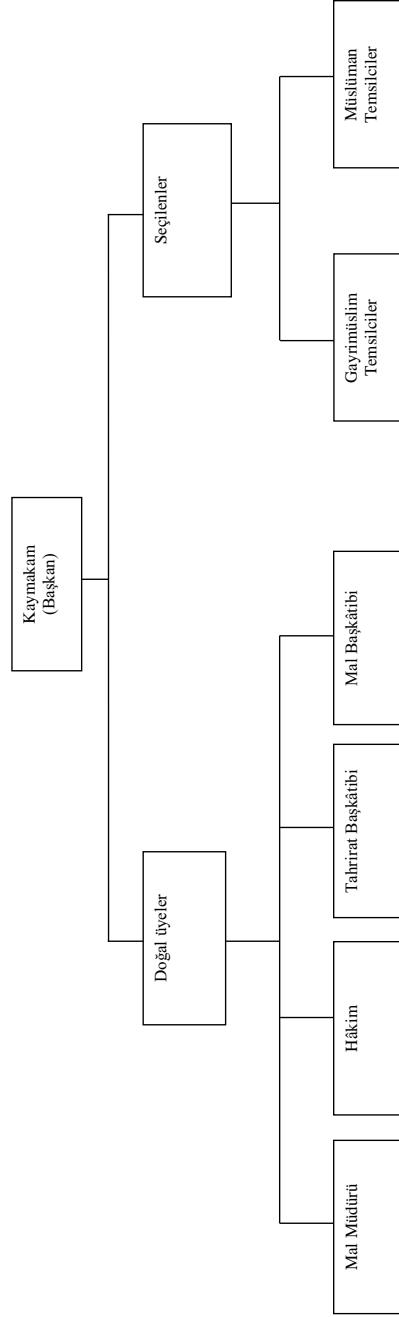 Kaymakam
(Başkan)
Doğal üyeler
Seçilenler
Mal Müdürü
Hâkim
Tahrirat Başkâtibi
Mal Başkâtibi
Gayrimüslim
Temsilciler
Müslüman
Temsilciler